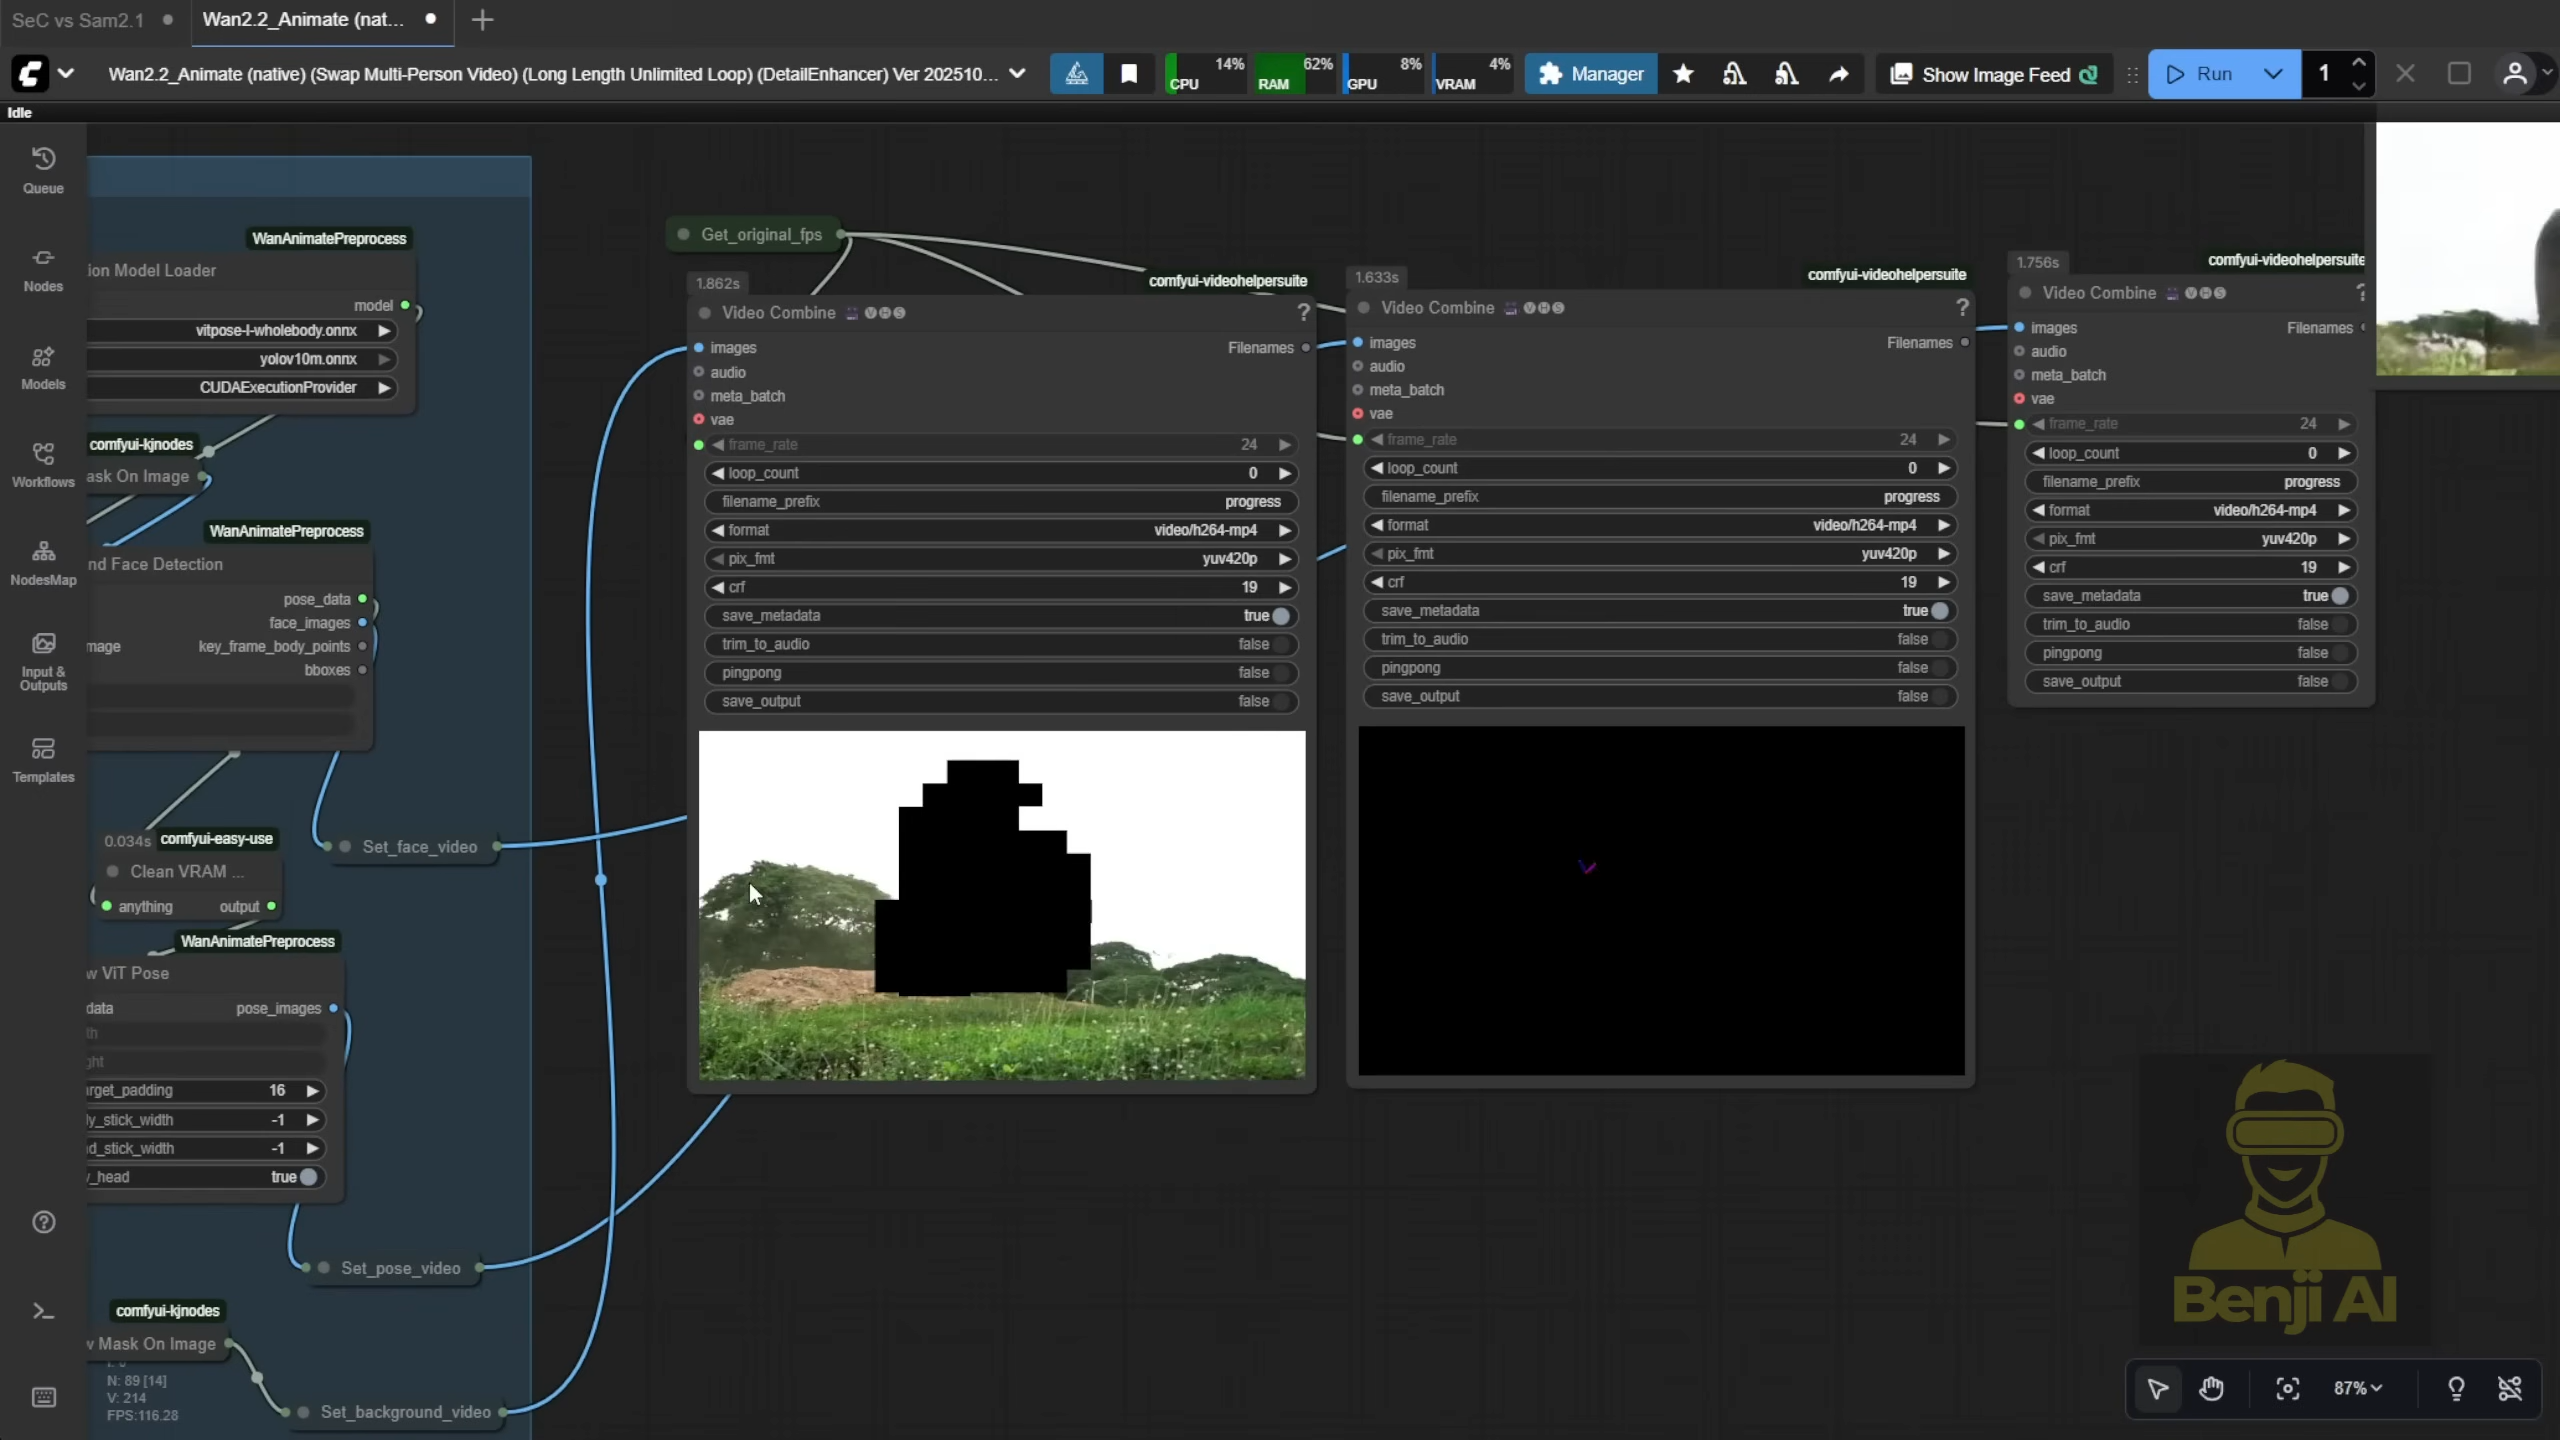 SeC vs Sam2.1
Wan2.2_Animate (nat...
Wan2.2_Animate (native) (Swap Multi-Person Video) (Long Length Unlimited Loop) (DetailEnhancer) Ver 202510...
14%
CPU
62%
RAM
8%
GPU
4%
VRAM
Manager
Show Image Feed
Run
1
Idle
Queue
Nodes
Models
Workflows
NodesMap
Input & Outputs
Templates
WanAnimatePreprocess
ion Model Loader
model
vitpose-l-wholebody.onnx
yolov10m.onnx
CUDAExecutionProvider
comfyui-kjnodes
ask On Image
WanAnimatePreprocess
nd Face Detection
pose_data
face_images
mage
key_frame_body_points
bboxes
Set_face_video
0.034s
comfyui-easy-use
Clean VRAM ...
anything
output
WanAnimatePreprocess
w ViT Pose
data
pose_images
th
ght
arget_padding
16
ly_stick_width
-1
nd_stick_width
-1
v_head
true
Set_pose_video
comfyui-kjnodes
w Mask On Image
N: 89 [14]
V: 214
FPS:116.28
Set_background_video
Get_original_fps
1.862s
comfyui-videohelpersuite
Video Combine
VHS
?
images
Filenames
audio
meta_batch
vae
frame_rate
24
loop_count
0
filename_prefix
progress
format
video/h264-mp4
pix_fmt
yuv420p
crf
19
save_metadata
true
trim_to_audio
false
pingpong
false
save_output
false
1.633s
comfyui-videohelpersuite
Video Combine
VHS
?
images
Filenames
audio
meta_batch
vae
frame_rate
24
loop_count
0
filename_prefix
progress
format
video/h264-mp4
pix_fmt
yuv420p
crf
19
save_metadata
true
trim_to_audio
false
pingpong
false
save_output
false
1.756s
comfyui-videohelpersuite
Video Combine
VHS
?
images
Filenames
audio
meta_batch
vae
frame_rate
24
loop_count
0
filename_prefix
progress
format
video/h264-mp4
pix_fmt
yuv420p
crf
19
save_metadata
true
trim_to_audio
false
pingpong
false
save_output
false
Benji AI
87%